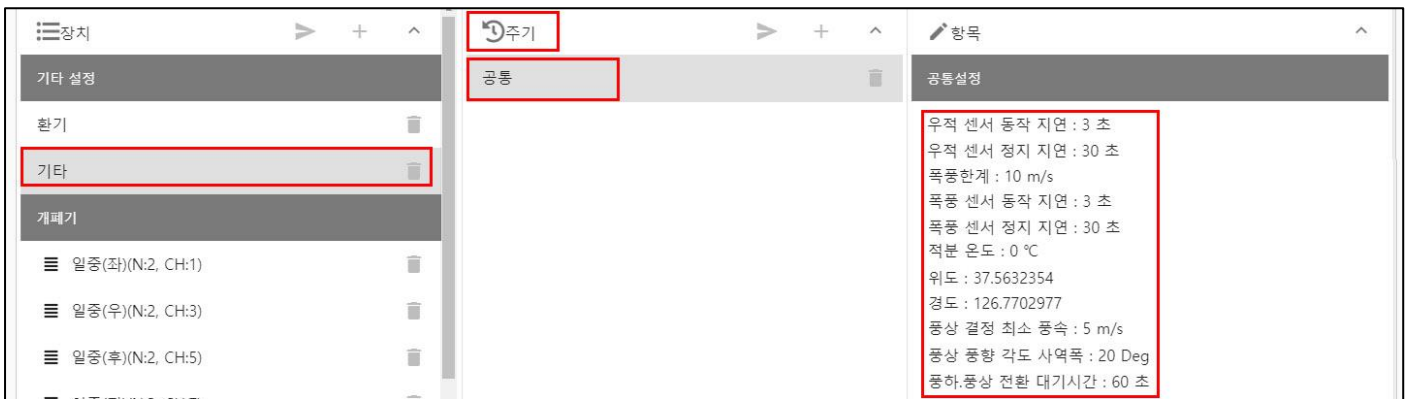 장치
기타 설정
환기
기타
개폐기
일중(좌)(N:2, CH:1)
일중(우)(N:2, CH:3)
일중(후)(N:2, CH:5)
주기
공통
항목
공통설정
우적 센서 동작 지연 : 3 초
우적 센서 정지 지연 : 30 초
폭풍한계 : 10 m/s
폭풍 센서 동작 지연 : 3 초
폭풍 센서 정지 지연 : 30 초
적분 온도 : 0 ℃
위도 : 37.5632354
경도 : 126.7702977
풍상 결정 최소 풍속 : 5 m/s
풍상 풍향 각도 사역폭 : 20 Deg
풍하.풍상 전환 대기시간 : 60 초